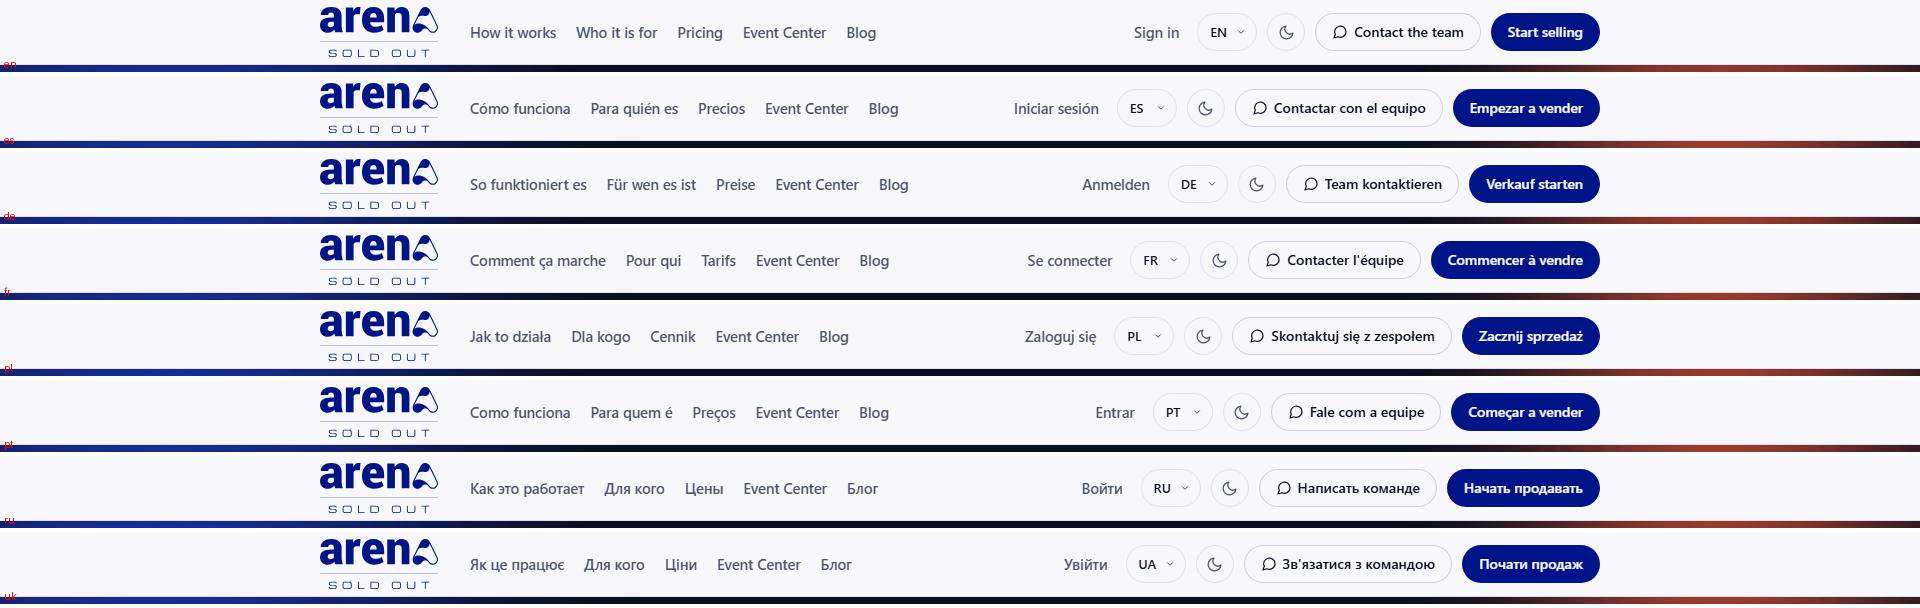 arena How it works Who it is for Pricing Event Center Blog Sign in EN Contact the team Start selling
SOLD OUT
en
arena Cómo funciona Para quién es Precios Event Center Blog Iniciar sesión ES Contactar con el equipo Empezar a vender
SOLD OUT
es
arena So funktioniert es Für wen es ist Preise Event Center Blog Anmelden DE Team kontaktieren Verkauf starten
SOLD OUT
de
arena Comment ça marche Pour qui Tarifs Event Center Blog Se connecter FR Contacter l'équipe Commencer à vendre
SOLD OUT
fr
arena Jak to działa Dla kogo Cennik Event Center Blog Zaloguj się PL Skontaktuj się z zespołem Zacznij sprzedaż
SOLD OUT
pl
arena Como funciona Para quem é Preços Event Center Blog Entrar PT Fale com a equipe Começar a vender
SOLD OUT
pt
arena Как это работает Для кого Цены Event Center Блог Войти RU Написать команде Начать продавать
SOLD OUT
ru
arena Як це працює Для кого Ціни Event Center Блог Увійти UA Зв'язатися з командою Почати продаж
SOLD OUT
uk